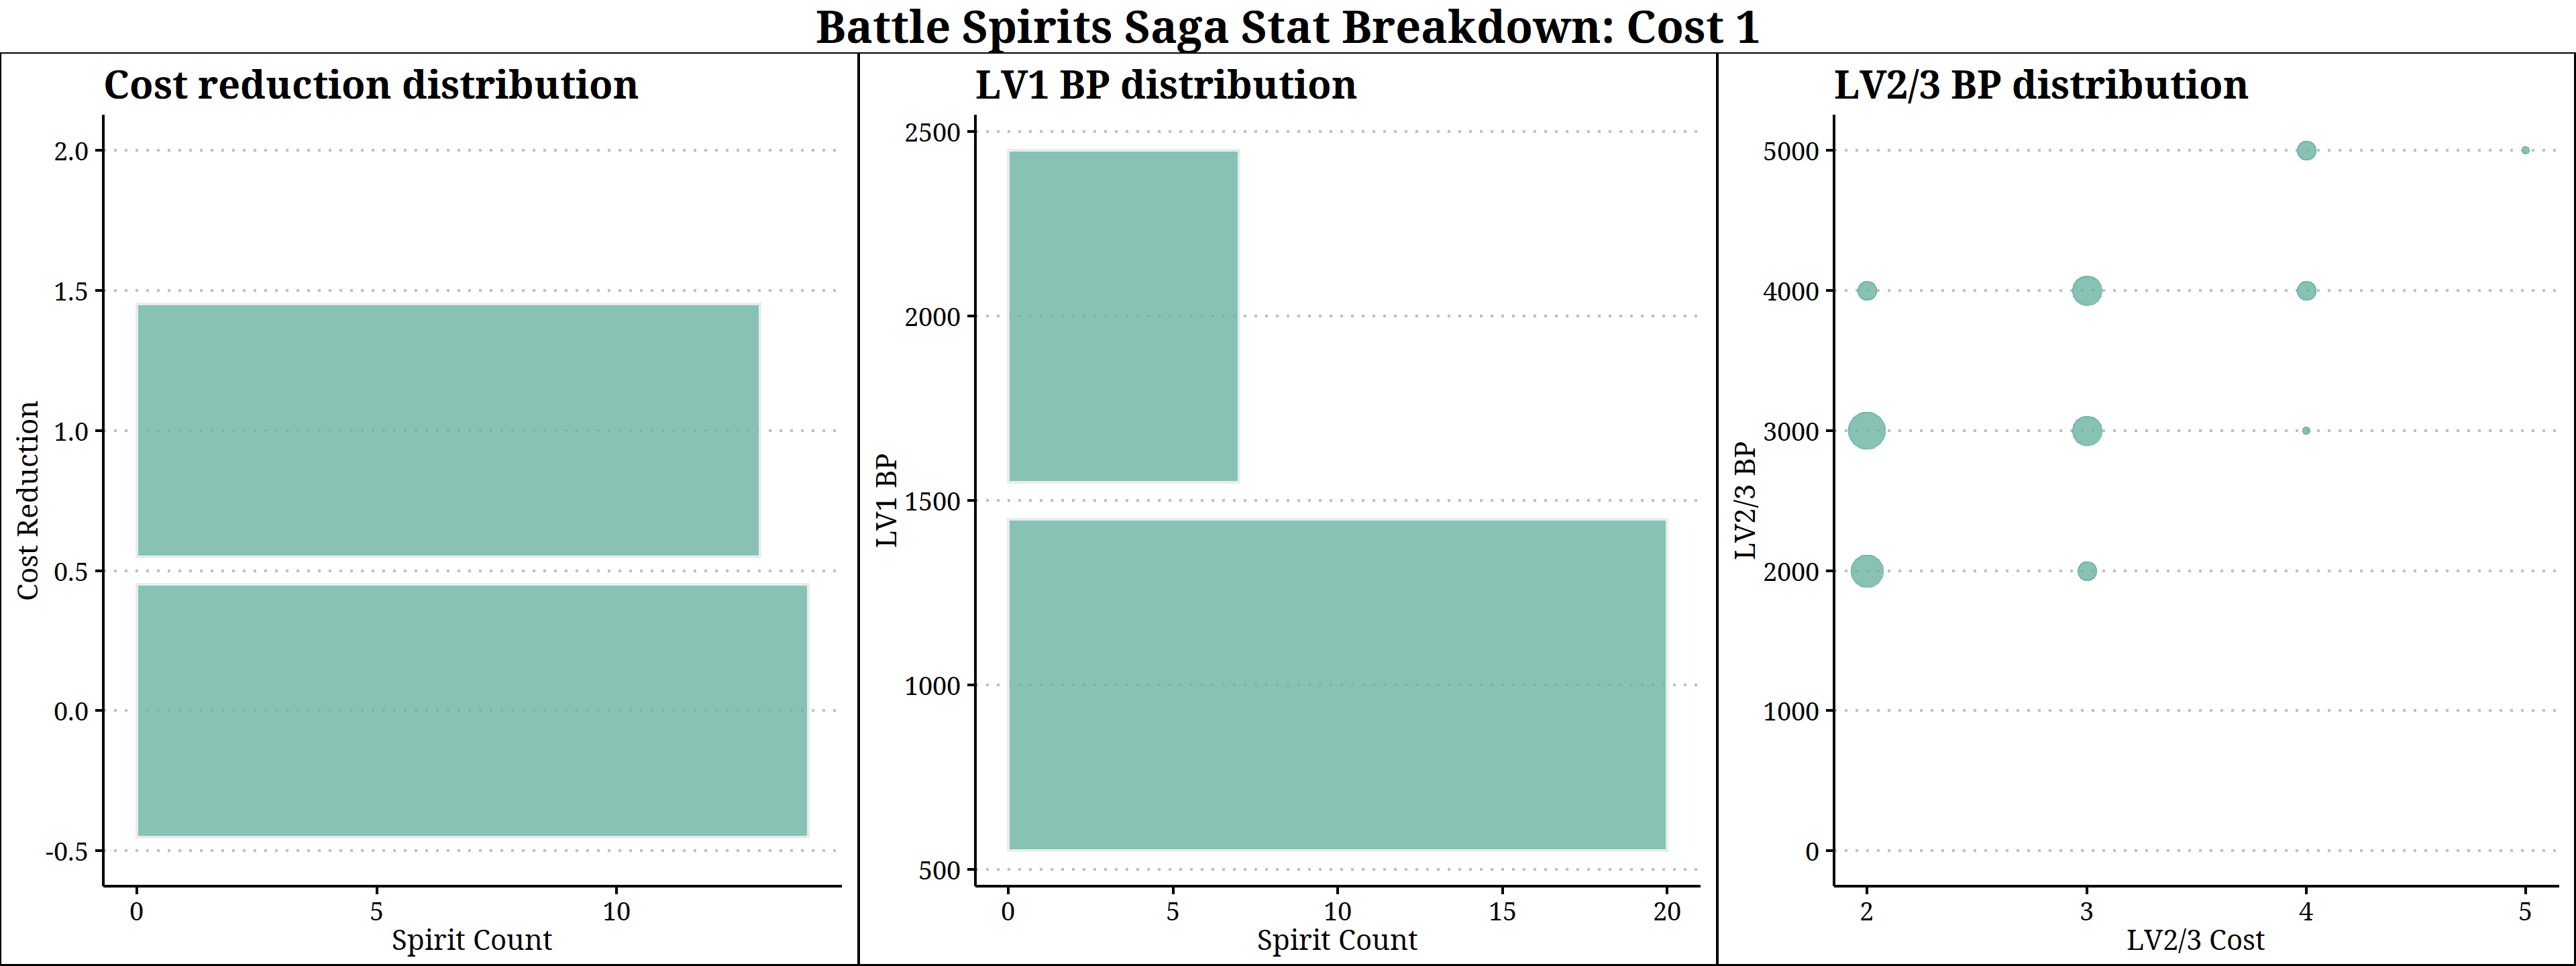 Battle Spirits Saga Stat Breakdown: Cost 1
Cost reduction distribution
2.0
1.5
1.0
0.5
0.0
-0.5
Cost Reduction
0 5 10
Spirit Count
LV1 BP distribution
2500
2000
1500
1000
500
LV1 BP
0 5 10 15 20
Spirit Count
LV2/3 BP distribution
5000
4000
3000
2000
1000
0
LV2/3 BP
2 3 4 5
LV2/3 Cost